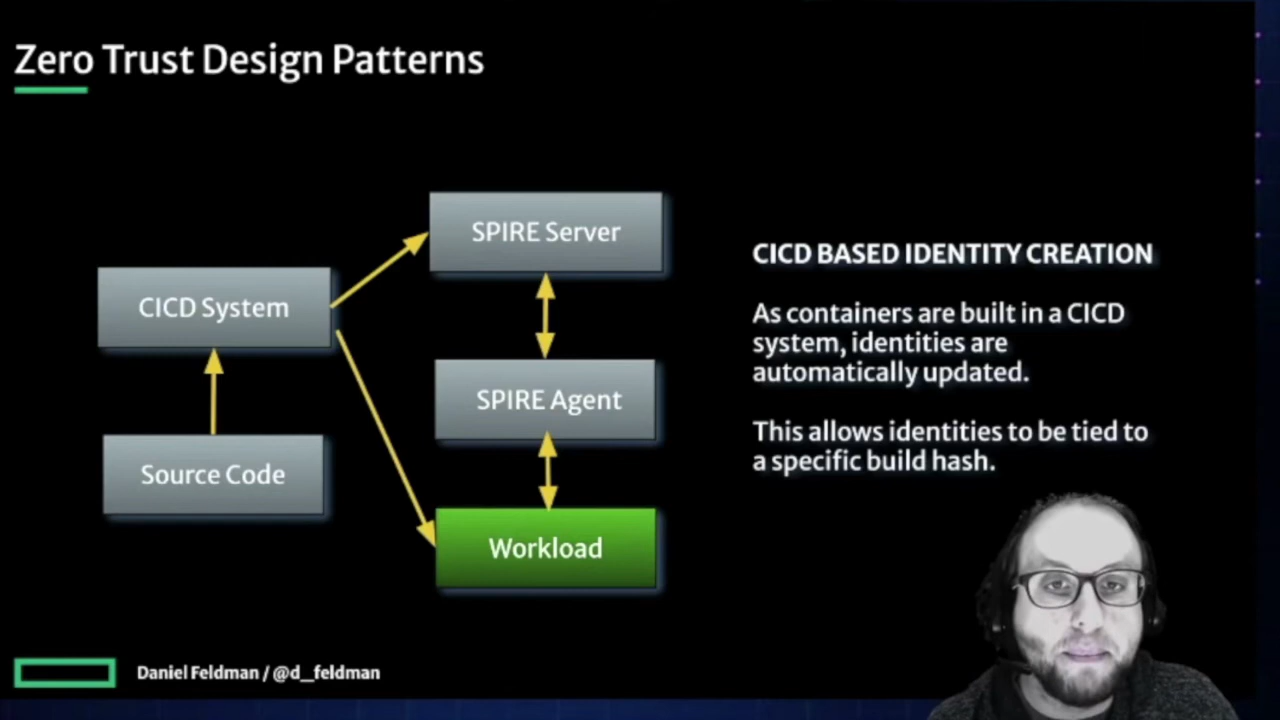 Zero Trust Design Patterns
SPIRE Server
CICD System
SPIRE Agent
Source Code
Workload
CICD BASED IDENTITY CREATION
As containers are built in a CICD
system, identities are
automatically updated.
This allows identities to be tied to
a specific build hash.
Daniel Feldman / @d_feldman